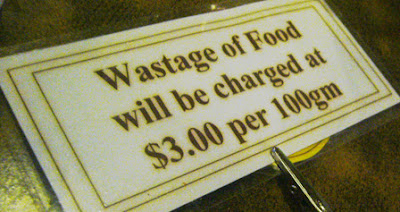 Wastage of Food
will be charged at
$3.00 per 100gm